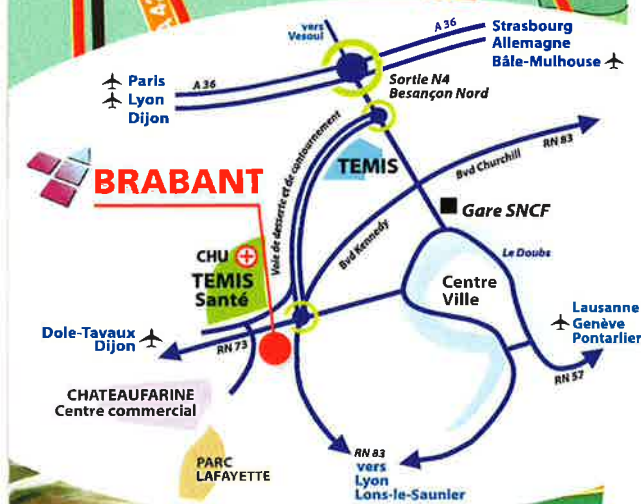 vers
Vesoul
A 36
Strasbourg
Allemagne
Bâle-Mulhouse
Paris
Lyon
Dijon
A 36
Sortie N4
Besançon Nord
Voie de desserte et de contournement
TEMIS
Bvd Churchill
RN 83
BRABANT
Gare SNCF
Bvd Kennedy
Le Doubs
CHU
TEMIS
Santé
Centre
Ville
Lausanne
Genève
Pontarlier
Dole-Tavaux
Dijon
RN 73
RN 57
CHATEAUFARINE
Centre commercial
PARC
LAFAYETTE
RN 83
vers
Lyon
Lons-le-Saunier